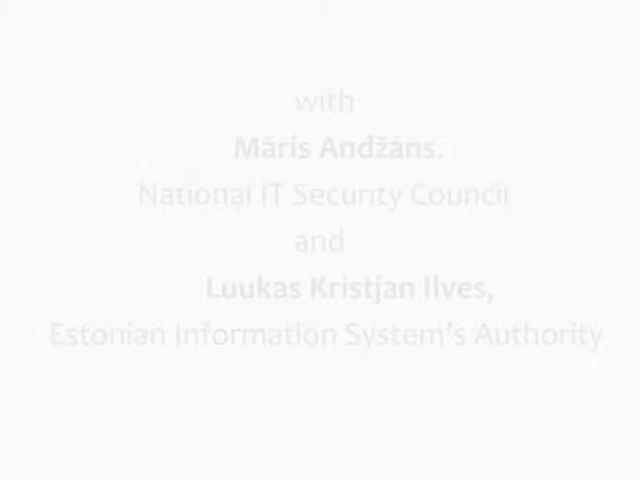 with
Māris Andžāns,
National IT Security Council
and
Luukas Kristjan Ilves,
Estonian Information System's Authority